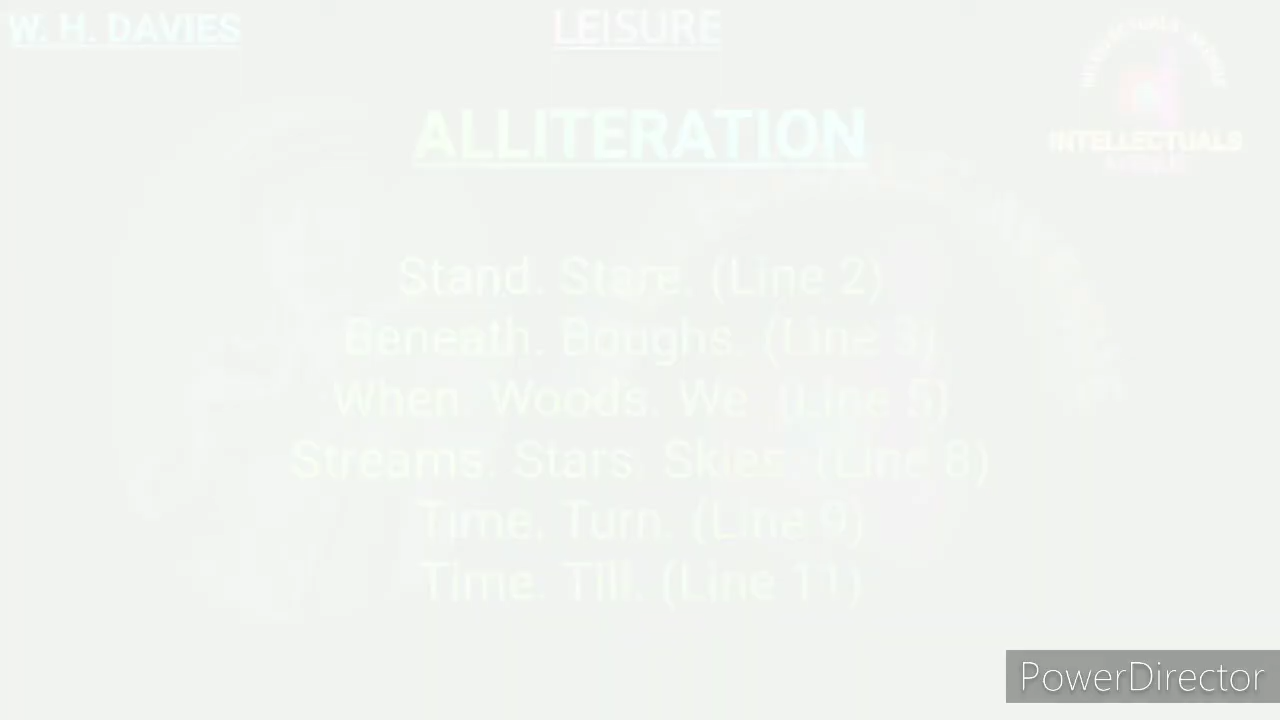 W. H. DAVIES
LEISURE
INTELLECTUALS
ALLITERATION
Stand. Stare. (Line 2)
Beneath. Boughs. (Line 3)
When. Woods. We. (Line 5)
Streams. Stars. Skies. (Line 8)
Time. Turn. (Line 9)
Time. Till. (Line 11)
PowerDirector